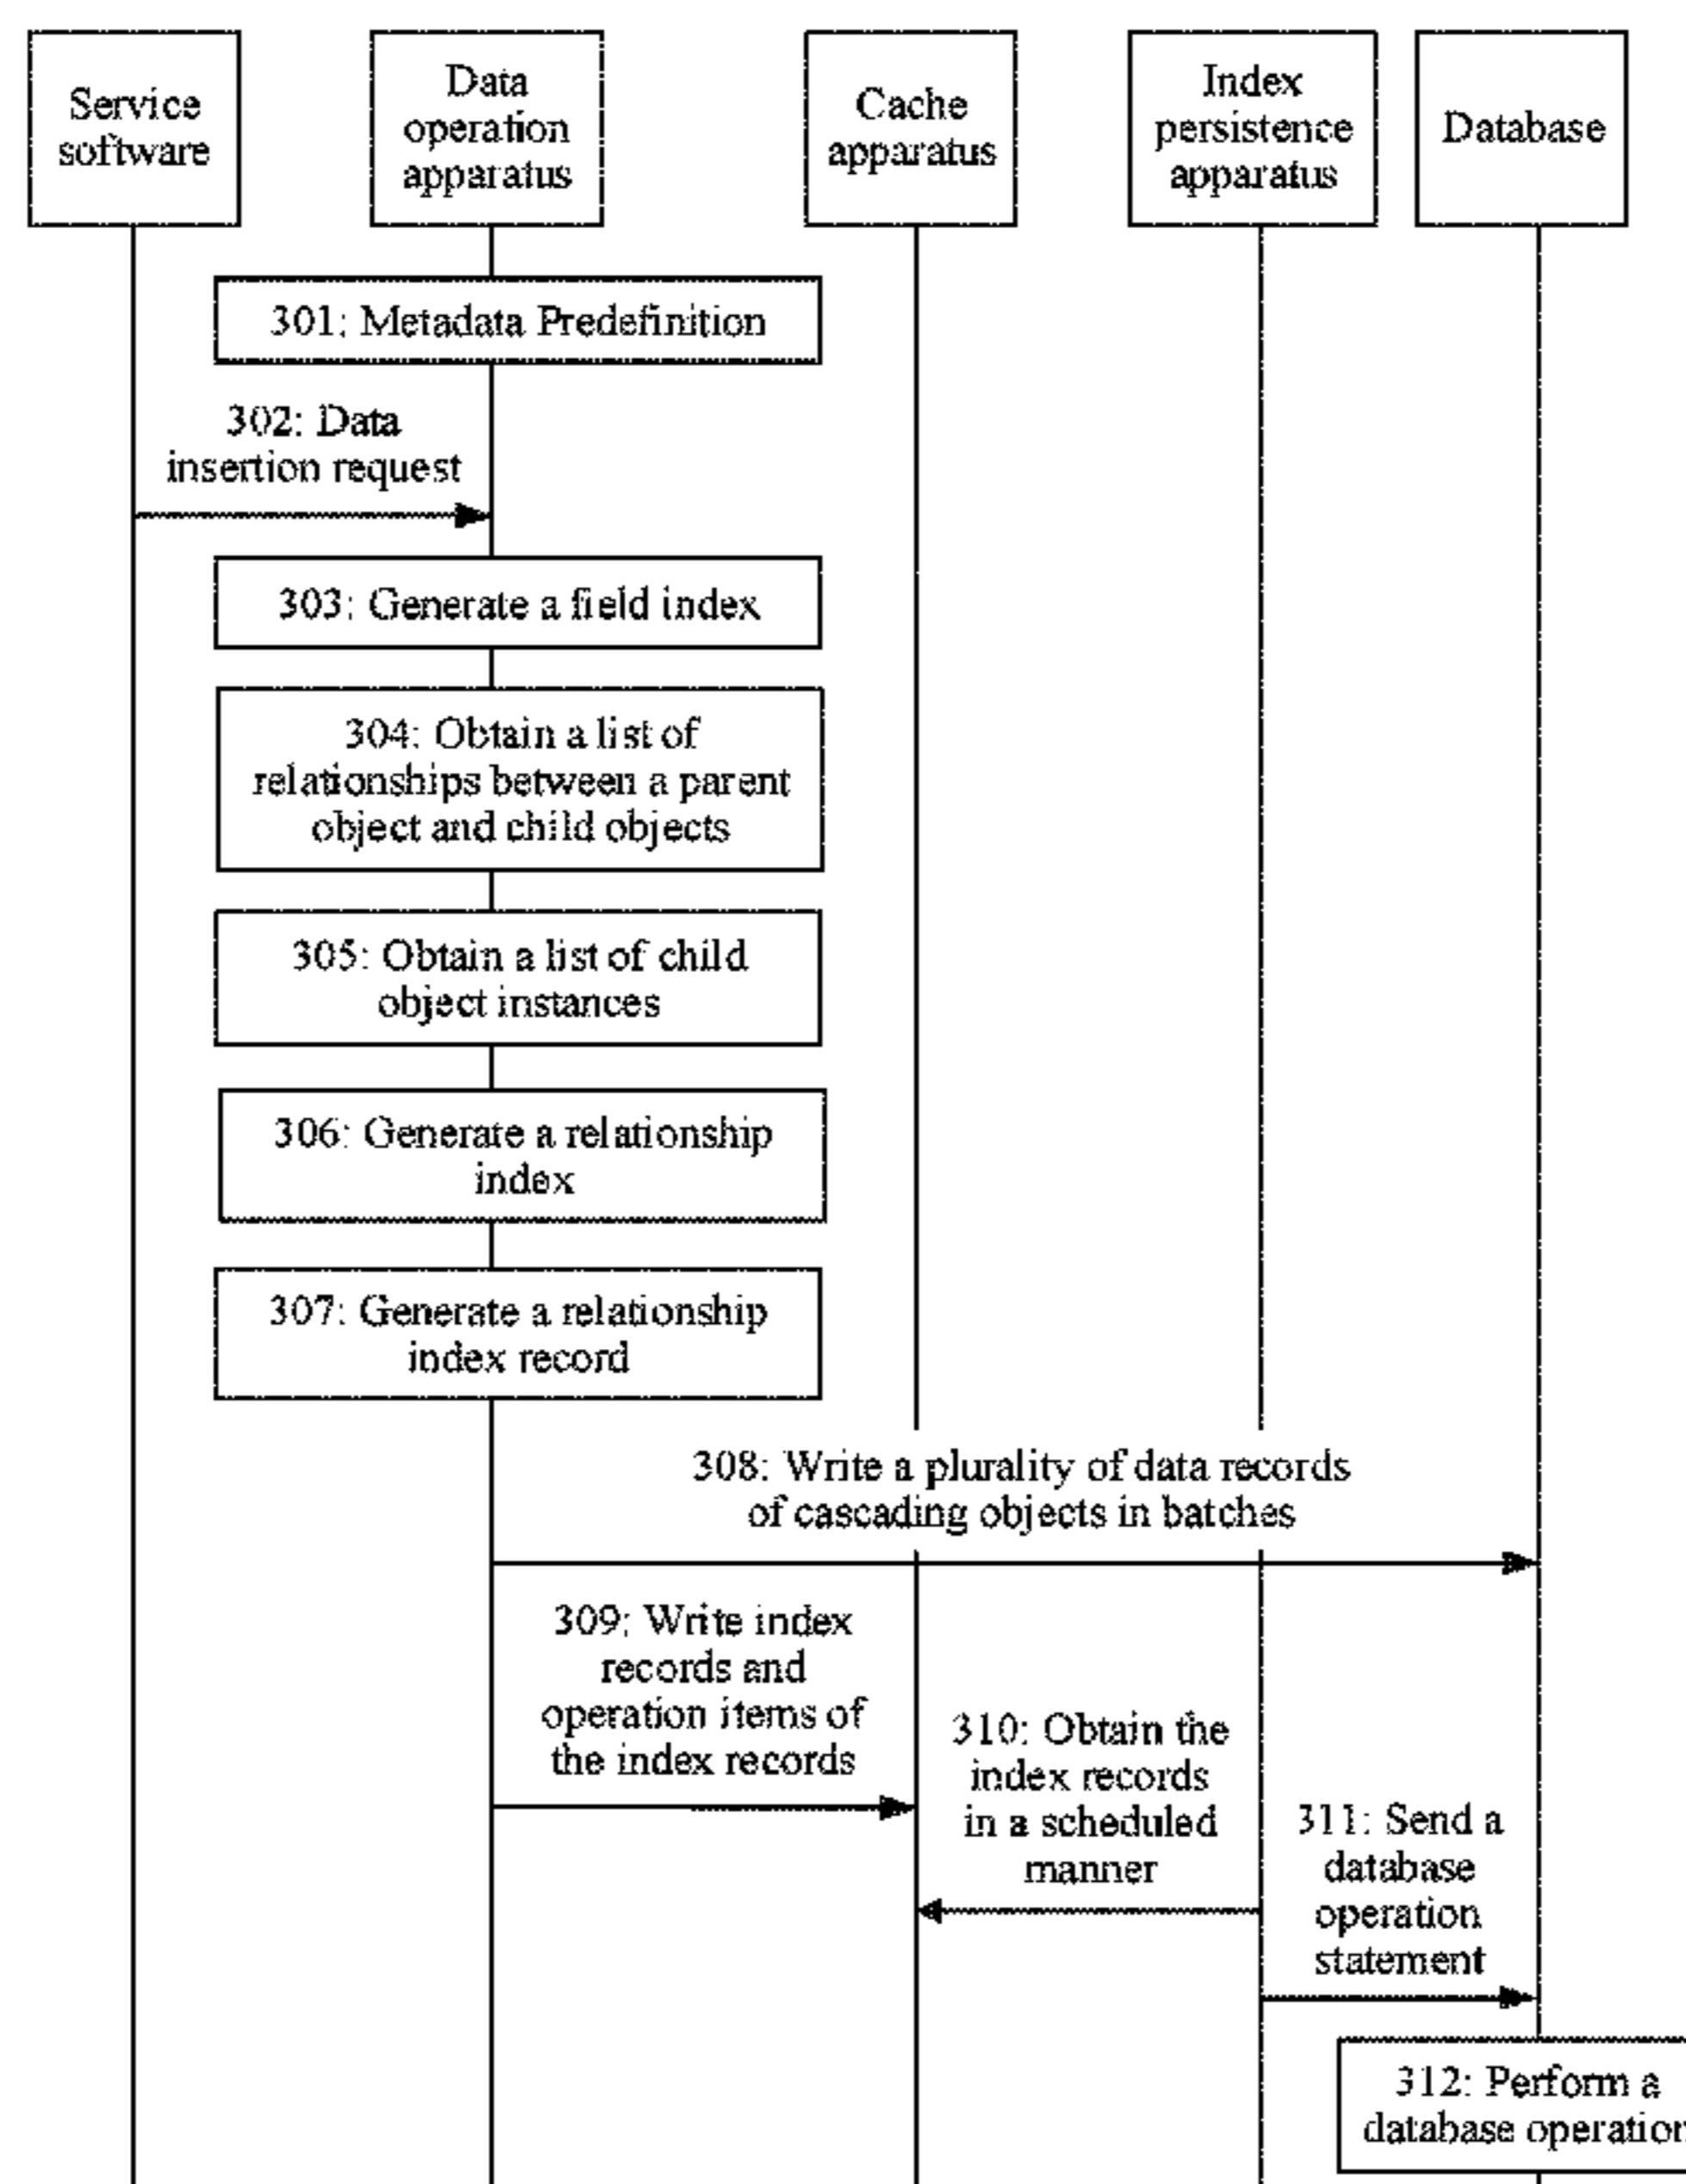 Service
software
Data
operation
apparatus
Cache
apparatus
Index
persistence
apparatus
Database
301: Metadata Predefinition
302: Data
insertion request
303: Generate a field index
304: Obtain a list of
relationships between a parent
object and child objects
305: Obtain a list of child
object instances
306: Generate a relationship
index
307: Generate a relationship
index record
308: Write a plurality of data records
of cascading objects in batches
309: Write index
records and
operation items of
the index records
310: Obtain the
index records
in a scheduled
manner
311: Send a
database
operation
statement
312: Perform a
database operation